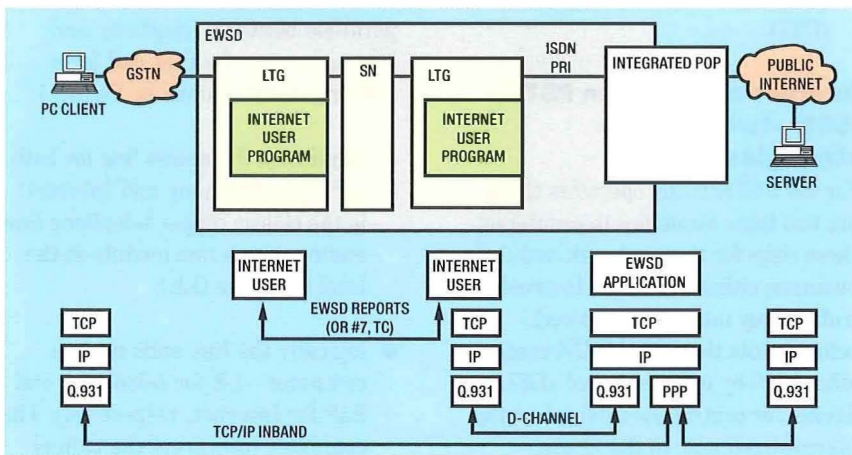 EWSD
GSTN
PC CLIENT
LTG
INTERNET
USER
PROGRAM
SN
LTG
INTERNET
USER
PROGRAM
ISDN
PRI
INTEGRATED POP
PUBLIC
INTERNET
SERVER
INTERNET
USER
INTERNET
USER
EWSD
APPLICATION
EWSD REPORTS
(OR #7, TC)
TCP
IP
Q.931
TCP
IP
Q.931
TCP
IP
Q.931
PPP
TCP
IP
Q.931
TCP/IP INBAND
D-CHANNEL